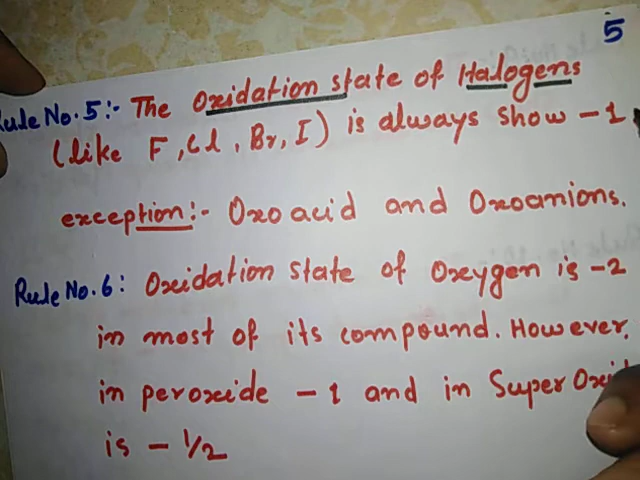 5
Rule No.5:- The Oxidation state of Halogens
(like F, Cl, Br, I) is always show -1
exception:- Oxoacid and Oxoanions.
Rule No.6: Oxidation state of Oxygen is -2
in most of its compound. However,
in peroxide -1 and in Super Oxid
is - 1/2